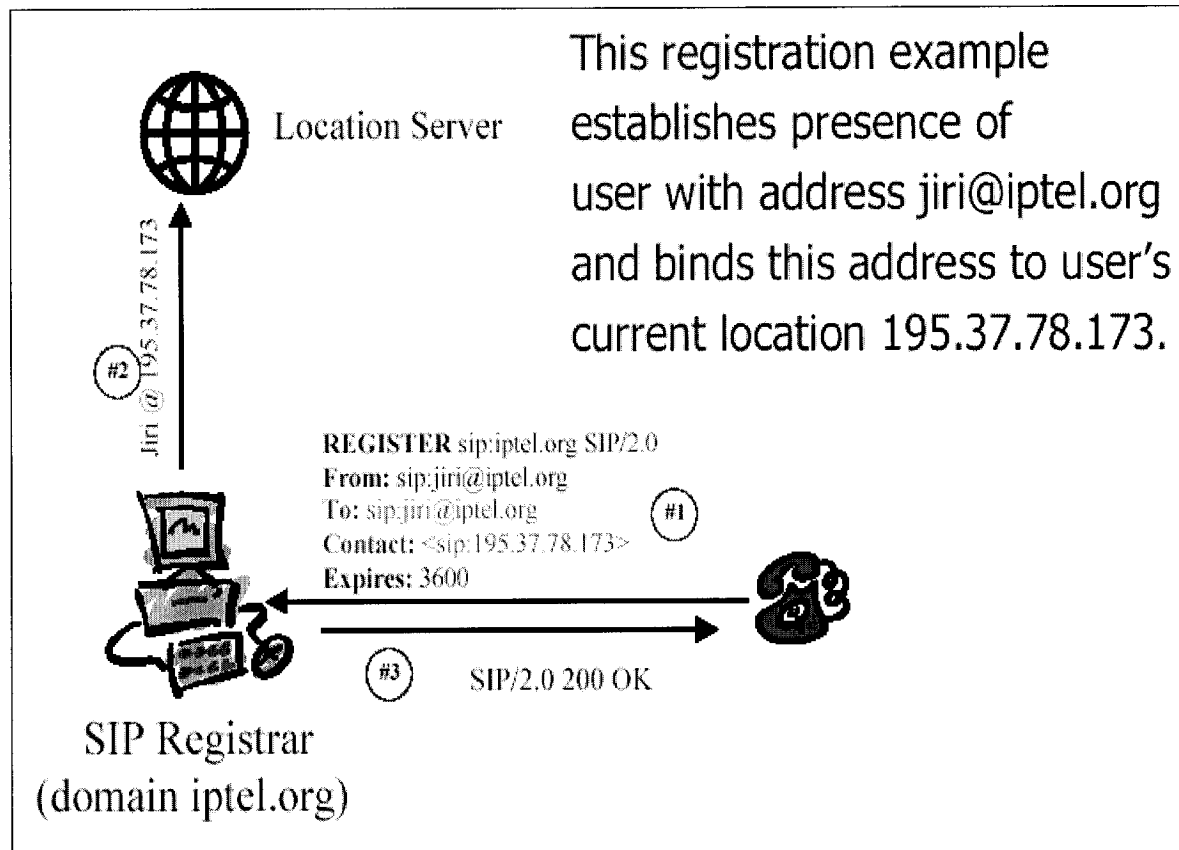 This registration example
establishes presence of
user with address jiri@iptel.org
and binds this address to user's
current location 195.37.78.173.
Location Server
Jiri @ 195.37.78.173
#2
REGISTER sip:iptel.org SIP/2.0
From: sip:jiri@iptel.org
To: sip:jiri@iptel.org
Contact: <sip:195.37.78.173>
Expires: 3600
#1
#3
SIP/2.0 200 OK
SIP Registrar
(domain iptel.org)